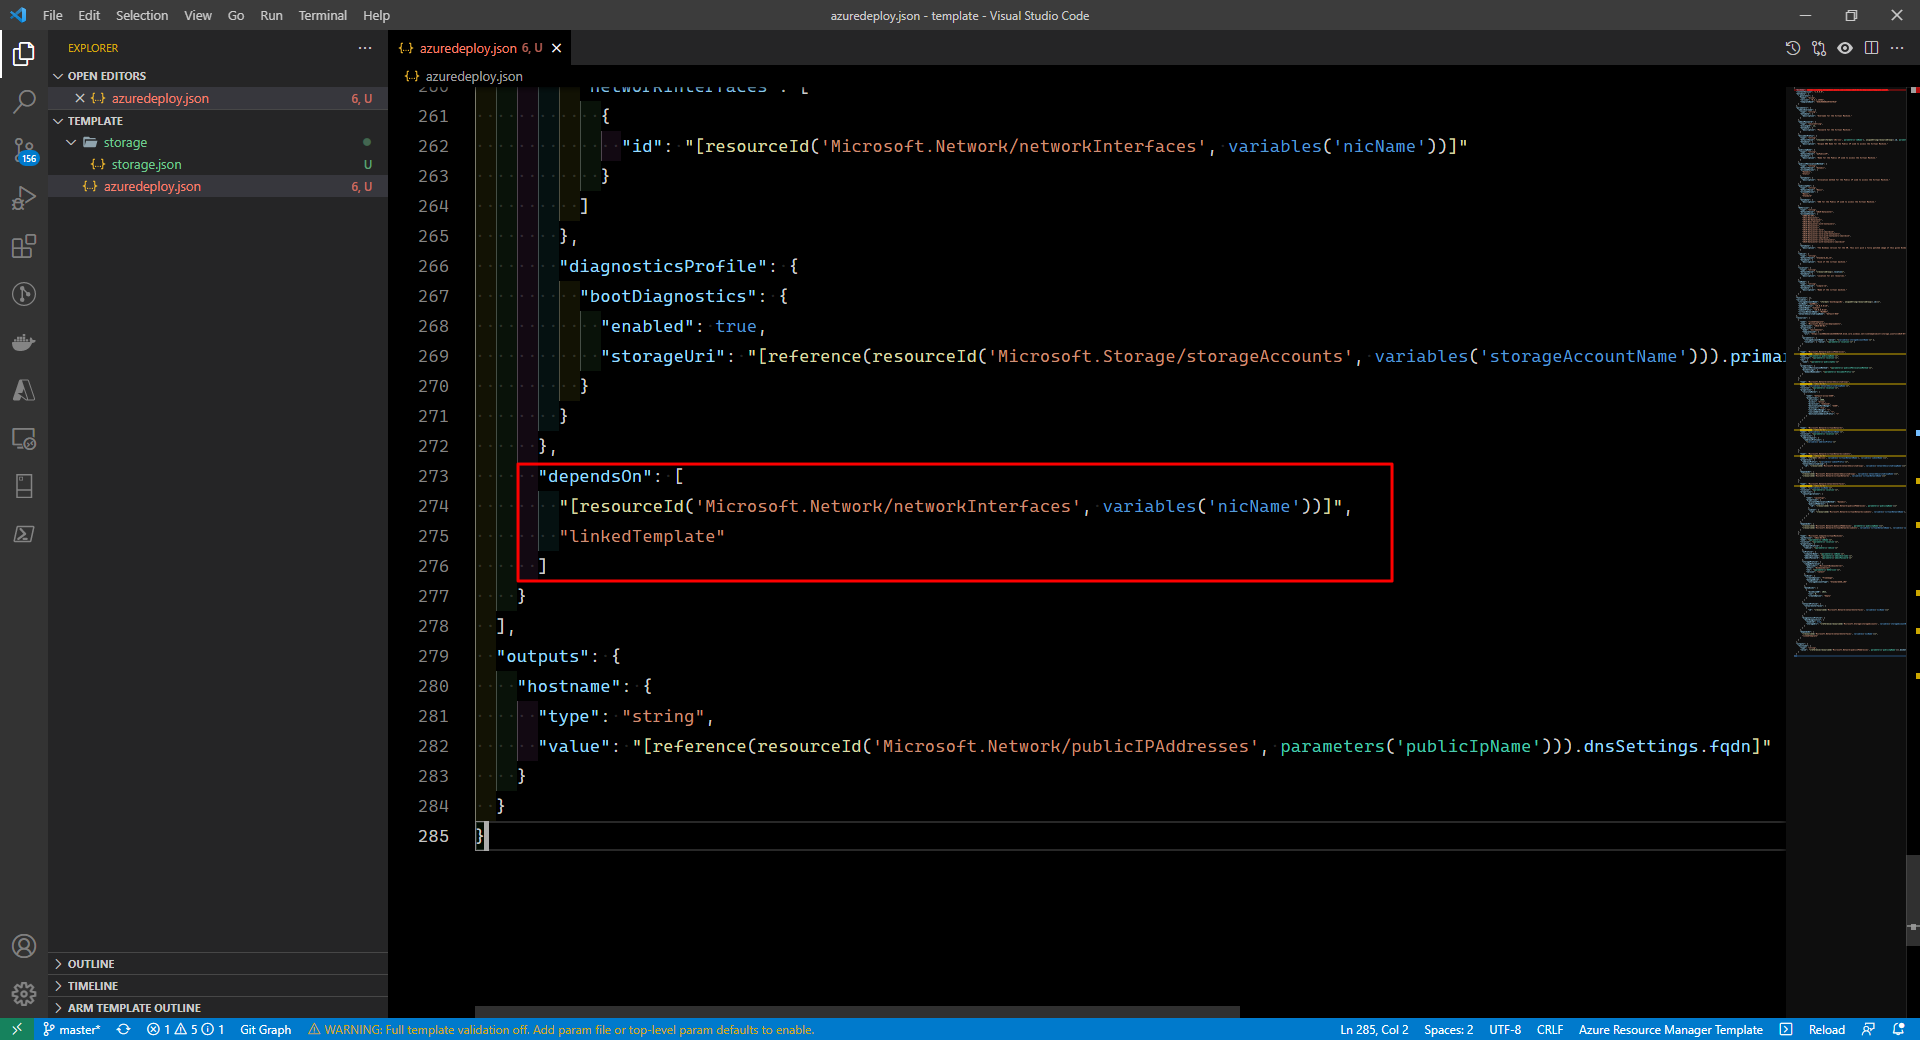 File Edit Selection View Go Run Terminal Help
azuredeploy.json - template - Visual Studio Code
EXPLORER
OPEN EDITORS
azuredeploy.json 6, U
TEMPLATE
storage
storage.json U
azuredeploy.json 6, U
156
OUTLINE
TIMELINE
ARM TEMPLATE OUTLINE
azuredeploy.json 6, U
azuredeploy.json
260 "networkInterfaces": [
261 {
262 "id": "[resourceId('Microsoft.Network/networkInterfaces', variables('nicName'))]"
263 }
264 ]
265 },
266 "diagnosticsProfile": {
267 "bootDiagnostics": {
268 "enabled": true,
269 "storageUri": "[reference(resourceId('Microsoft.Storage/storageAccounts', variables('storageAccountName'))).prima
270 }
271 }
272 },
273 "dependsOn": [
274 "[resourceId('Microsoft.Network/networkInterfaces', variables('nicName'))]",
275 "linkedTemplate"
276 ]
277 }
278 ],
279 "outputs": {
280 "hostname": {
281 "type": "string",
282 "value": "[reference(resourceId('Microsoft.Network/publicIPAddresses', parameters('publicIpName'))).dnsSettings.fqdn]"
283 }
284 }
285 }
master* 1 5 1 Git Graph WARNING: Full template validation off. Add param file or top-level param defaults to enable. Ln 285, Col 2 Spaces: 2 UTF-8 CRLF Azure Resource Manager Template Reload